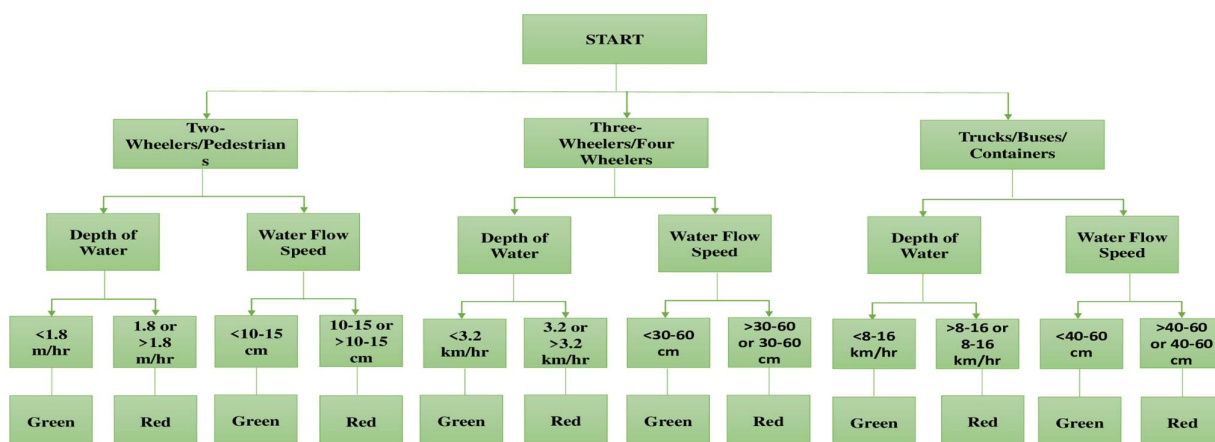 START
Two-
Wheelers/Pedestrian
s
Three-
Wheelers/Four
Wheelers
Trucks/Buses/
Containers
Depth of
Water
Water Flow
Speed
Depth of
Water
Water Flow
Speed
Depth of
Water
Water Flow
Speed
<1.8
m/hr
1.8 or
>1.8
m/hr
<10-15
cm
10-15 or
>10-15
cm
<3.2
km/hr
3.2 or
>3.2
km/hr
<30-60
cm
>30-60
or 30-60
cm
<8-16
km/hr
>8-16 or
8-16
km/hr
<40-60
cm
>40-60
or 40-60
cm
Green
Red
Green
Red
Green
Red
Green
Red
Green
Red
Green
Red